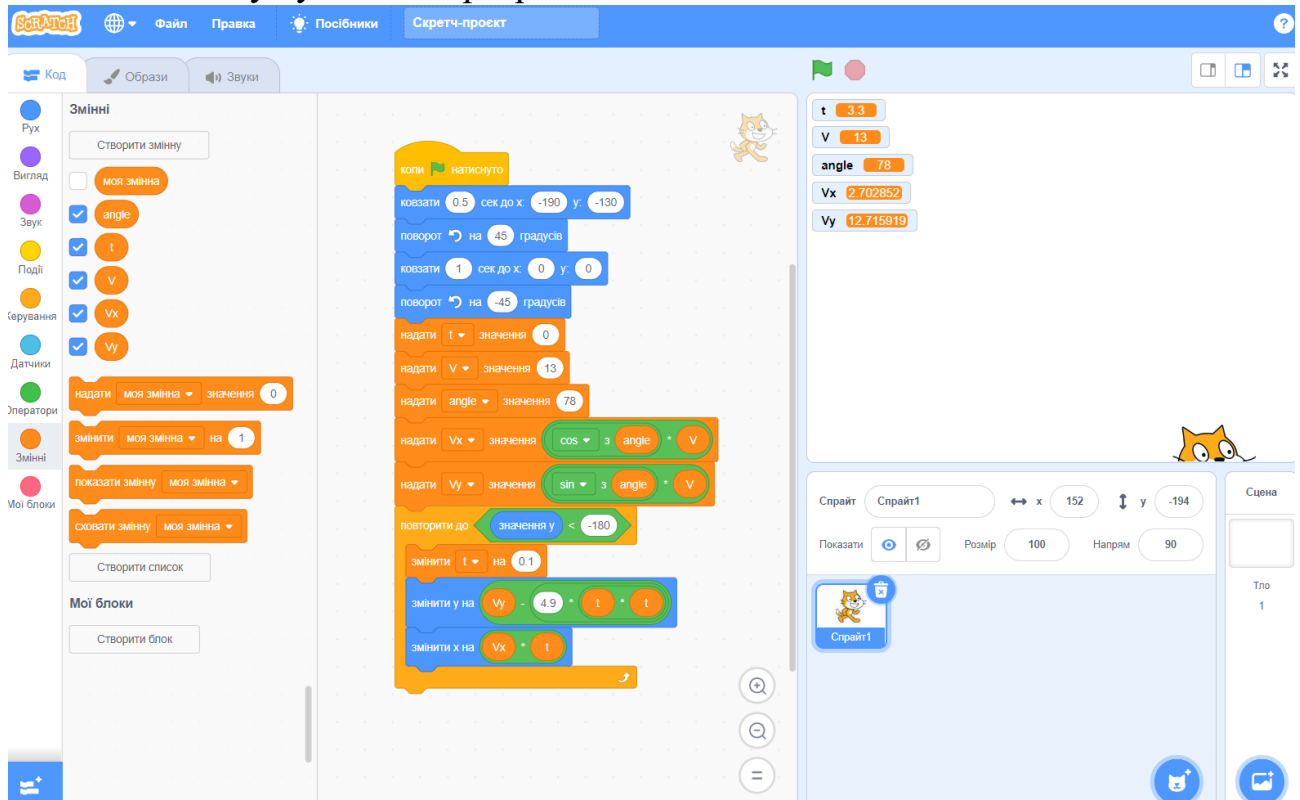 SCRATCH Файл Правка Посібники Скретч-проєкт ?
Код Образи Звуки
Рух
Вигляд
Звук
Події
Керування
Датчики
Оператори
Змінні
Мої блоки
Змінні
Створити змінну
моя змінна
angle
t
V
Vx
Vy
надати моя змінна значення 0
змінити моя змінна на 1
показати змінну моя змінна
сховати змінну моя змінна
Створити список
Мої блоки
Створити блок
коли натиснуто
ковзати 0.5 сек до x: -190 y: -130
поворот на 45 градусів
ковзати 1 сек до x: 0 y: 0
поворот на -45 градусів
надати t значення 0
надати V значення 13
надати angle значення 78
надати Vx значення cos з angle * V
надати Vy значення sin з angle * V
повторити до значення y < -180
змінити t на 0.1
змінити y на Vy - 4.9 * t * t
змінити x на Vx * t
t 3.3
V 13
angle 78
Vx 2.702852
Vy 12.715919
Спрайт Спрайт1 x 152 y -194
Показати Розмір 100 Напрям 90
Спрайт1
Сцена
Тло
1